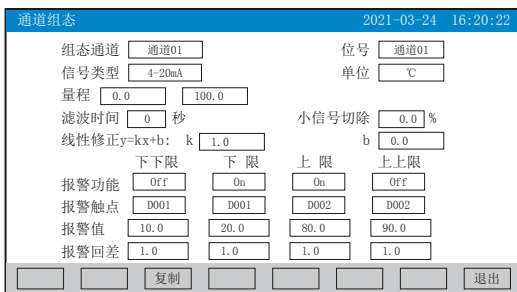 通道组态 2021-03-24 16:20:22
组态通道 通道01 位号 通道01
信号类型 4-20mA 单位 ℃
量程 0.0 100.0
滤波时间 0 秒 小信号切除 0.0 %
线性修正y=kx+b: k 1.0 b 0.0
下下限 下 限 上 限 上上限
报警功能 Off On On Off
报警触点 D001 D001 D002 D002
报警值 10.0 20.0 80.0 90.0
报警回差 1.0 1.0 1.0 1.0
复制 退出